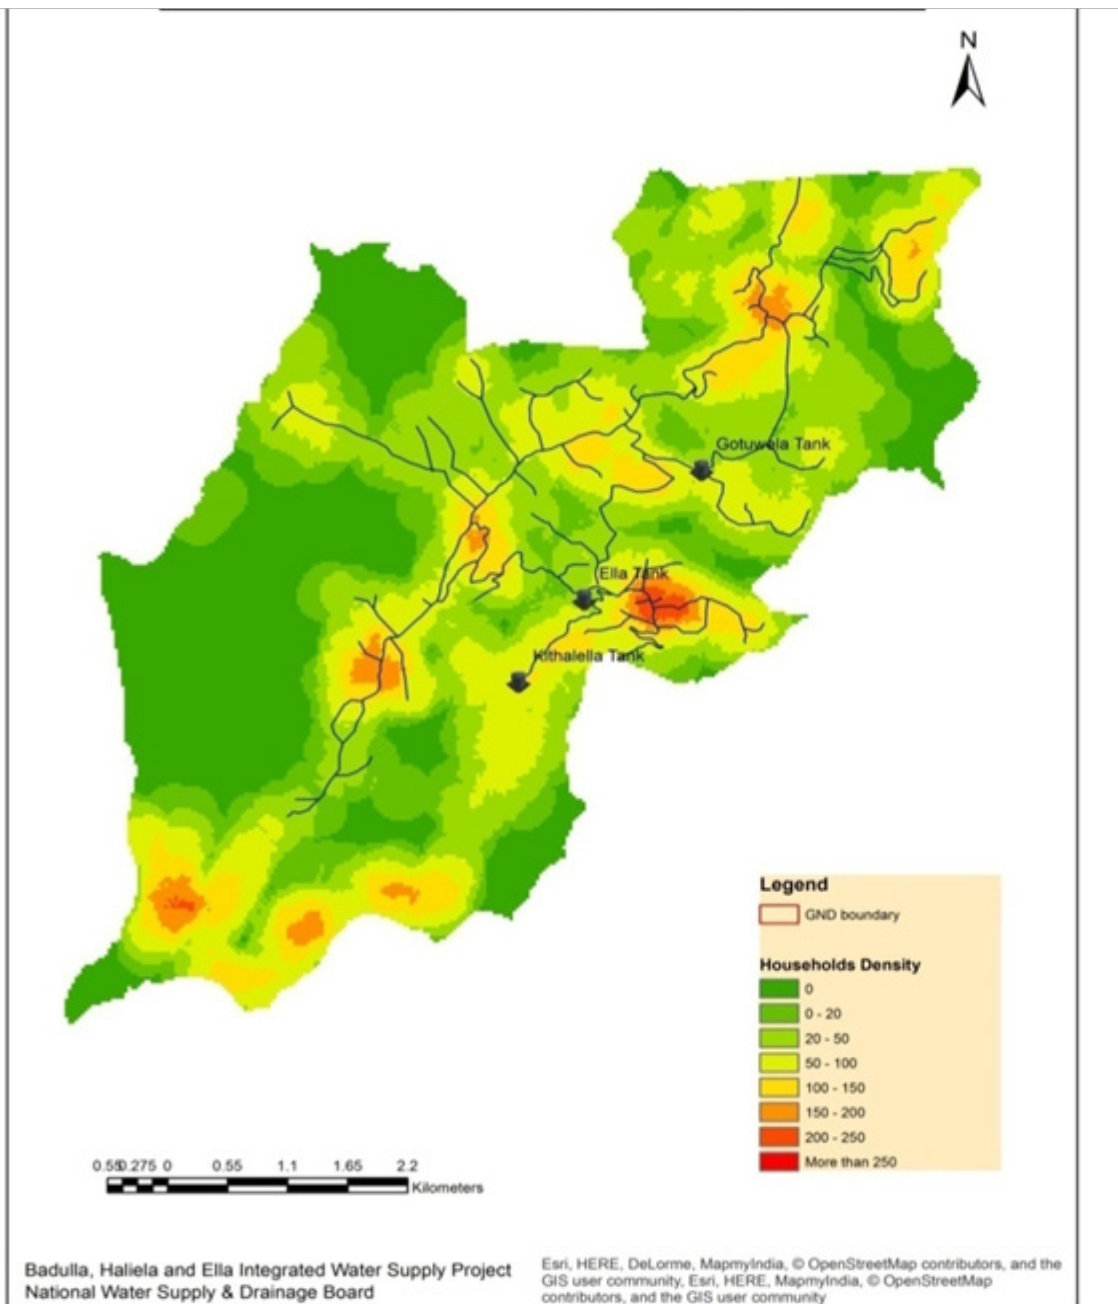 N
Gotuwela Tank
Ella Tank
Kithalella Tank
Legend
GND boundary
Households Density
0
0 - 20
20 - 50
50 - 100
100 - 150
150 - 200
200 - 250
More than 250
0.55 0.275 0 0.55 1.1 1.65 2.2
Kilometers
Badulla, Haliela and Ella Integrated Water Supply Project
National Water Supply & Drainage Board
Esri, HERE, DeLorme, MapmyIndia, © OpenStreetMap contributors, and the
GIS user community, Esri, HERE, MapmyIndia, © OpenStreetMap
contributors, and the GIS user community